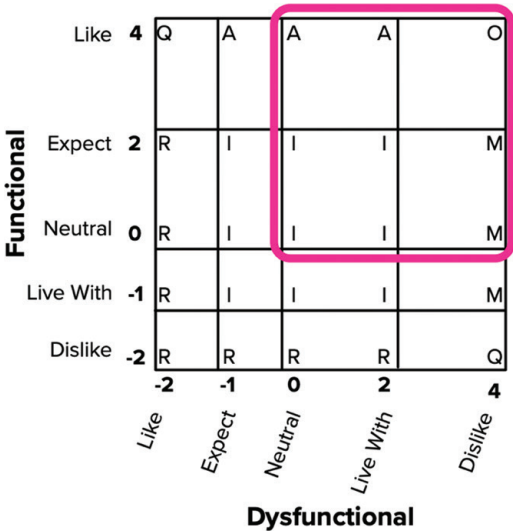 Functional
Like 4 Q A A A O
Expect 2 R I I I M
Neutral 0 R I I I M
Live With -1 R I I I M
Dislike -2 R R R R Q
-2 -1 0 2 4
Like Expect Neutral Live With Dislike
Dysfunctional